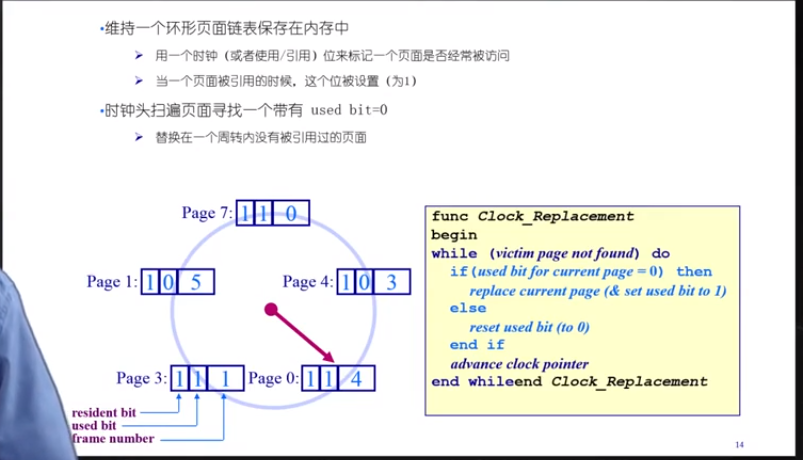 •维持一个环形页面链表保存在内存中
➢ 用一个时钟（或者使用/引用）位来标记一个页面是否经常被访问
➢ 当一个页面被引用的时候，这个位被设置（为1）
•时钟头扫遍页面寻找一个带有 used bit=0
➢ 替换在一个周转内没有被引用过的页面
Page 7: 1 1 0
Page 1: 1 0 5
Page 4: 1 0 3
Page 3: 1 1 1
Page 0: 1 1 4
resident bit
used bit
frame number
func Clock_Replacement
begin
while (victim page not found) do
if(used bit for current page = 0) then
replace current page (& set used bit to 1)
else
reset used bit (to 0)
end if
advance clock pointer
end whileend Clock_Replacement
14